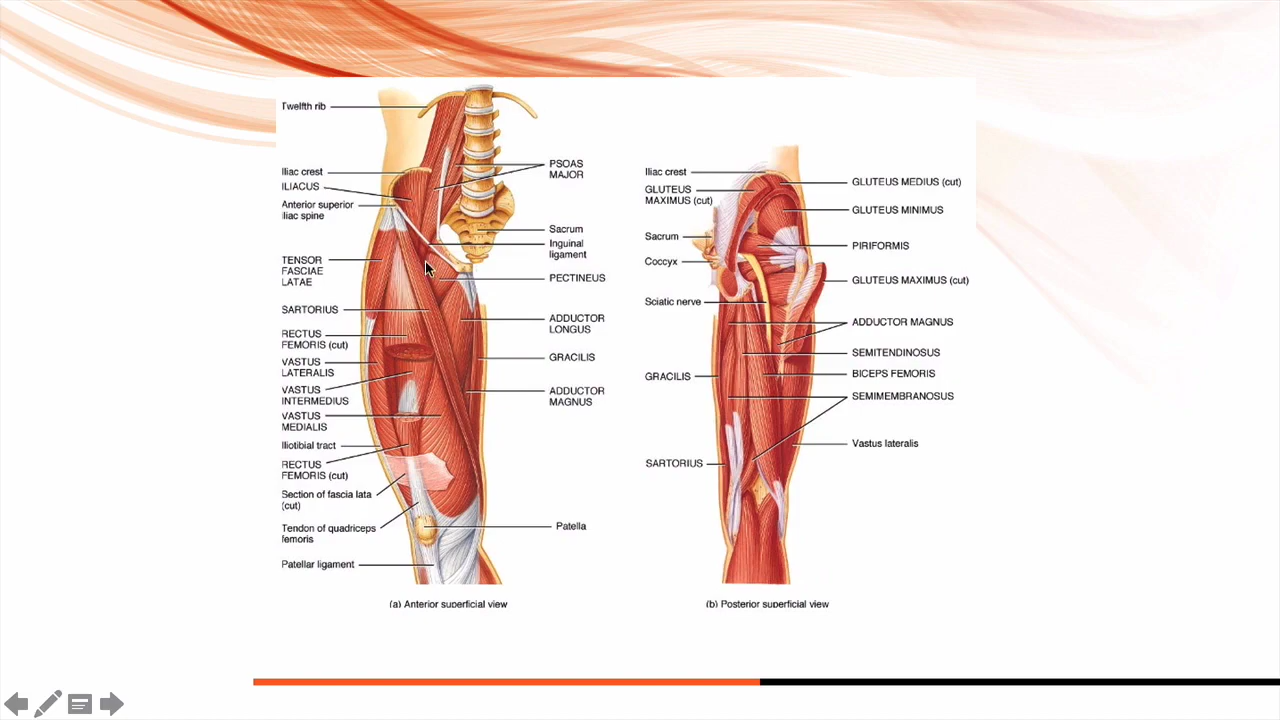 Twelfth rib
Iliac crest
ILIACUS
Anterior superior
iliac spine
TENSOR
FASCIAE
LATAE
SARTORIUS
RECTUS
FEMORIS (cut)
VASTUS
LATERALIS
VASTUS
INTERMEDIUS
VASTUS
MEDIALIS
Iliotibial tract
RECTUS
FEMORIS (cut)
Section of fascia lata
(cut)
Tendon of quadriceps
femoris
Patellar ligament
PSOAS
MAJOR
Sacrum
Inguinal
ligament
PECTINEUS
ADDUCTOR
LONGUS
GRACILIS
ADDUCTOR
MAGNUS
Patella
(a) Anterior superficial view
Iliac crest
GLUTEUS
MAXIMUS (cut)
Sacrum
Coccyx
Sciatic nerve
GRACILIS
SARTORIUS
GLUTEUS MEDIUS (cut)
GLUTEUS MINIMUS
PIRIFORMIS
GLUTEUS MAXIMUS (cut)
ADDUCTOR MAGNUS
SEMITENDINOSUS
BICEPS FEMORIS
SEMIMEMBRANOSUS
Vastus lateralis
(b) Posterior superficial view